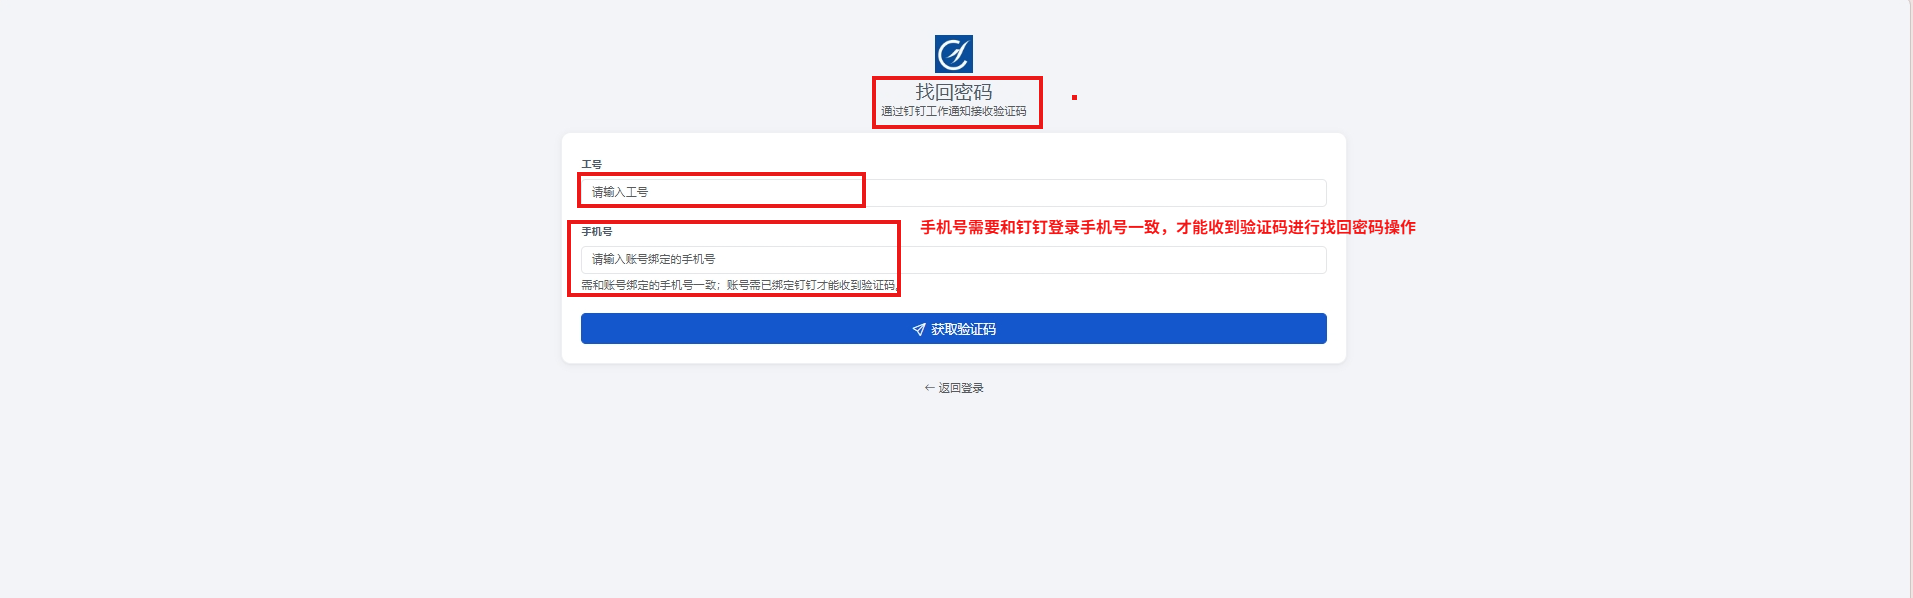 找回密码
通过钉钉工作通知接收验证码
工号
请输入工号
手机号
手机号需要和钉钉登录手机号一致，才能收到验证码进行找回密码操作
请输入账号绑定的手机号
需和账号绑定的手机号一致；账号需已绑定钉钉才能收到验证码。
获取验证码
← 返回登录